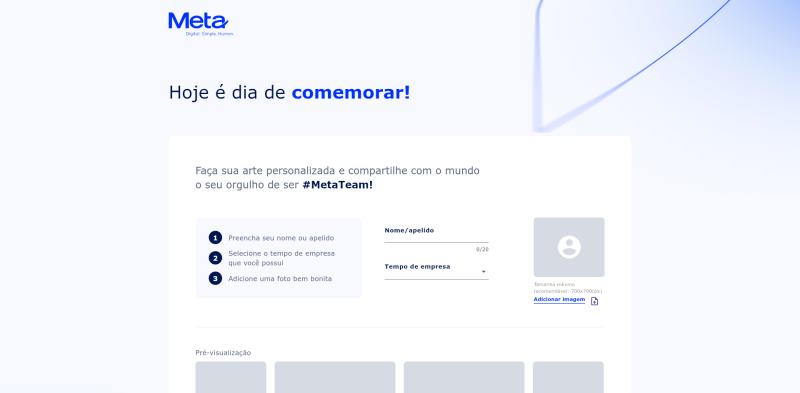 Meta
Digital. Simple. Human.
Hoje é dia de comemorar!
Faça sua arte personalizada e compartilhe com o mundo
o seu orgulho de ser #MetaTeam!
1 Preencha seu nome ou apelido
2 Selecione o tempo de empresa
que você possui
3 Adicione uma foto bem bonita
Nome/apelido
0/20
Tempo de empresa
Tamanho mínimo
recomendável: 700x700(px)
Adicionar imagem
Pré-visualização